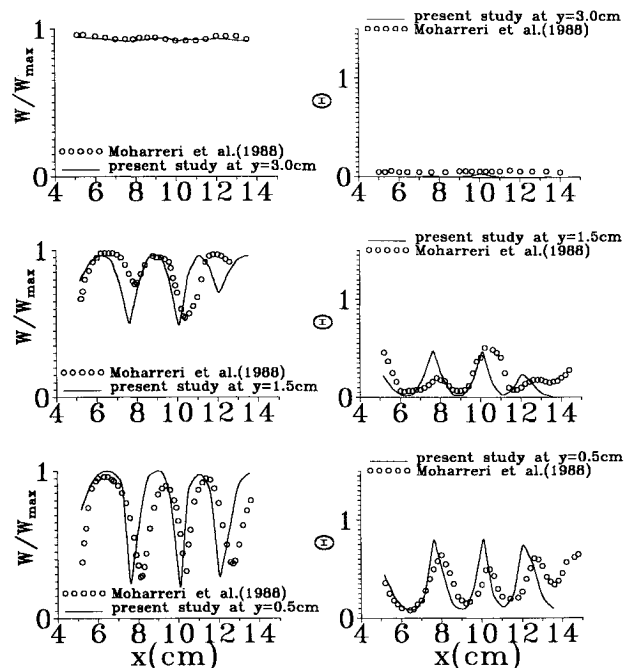 1
W/Wmax
Moharreri et al.(1988)
present study at y=3.0cm
0
4 6 8 10 12 14
present study at y=3.0cm
Moharreri et al.(1988)
1
Θ
0
4 6 8 10 12 14
1
W/Wmax
Moharreri et al.(1988)
present study at y=1.5cm
0
4 6 8 10 12 14
present study at y=1.5cm
Moharreri et al.(1988)
1
Θ
0
4 6 8 10 12 14
1
W/Wmax
Moharreri et al.(1988)
present study at y=0.5cm
0
4 6 8 10 12 14
x(cm)
present study at y=0.5cm
Moharreri et al.(1988)
1
Θ
0
4 6 8 10 12 14
x(cm)